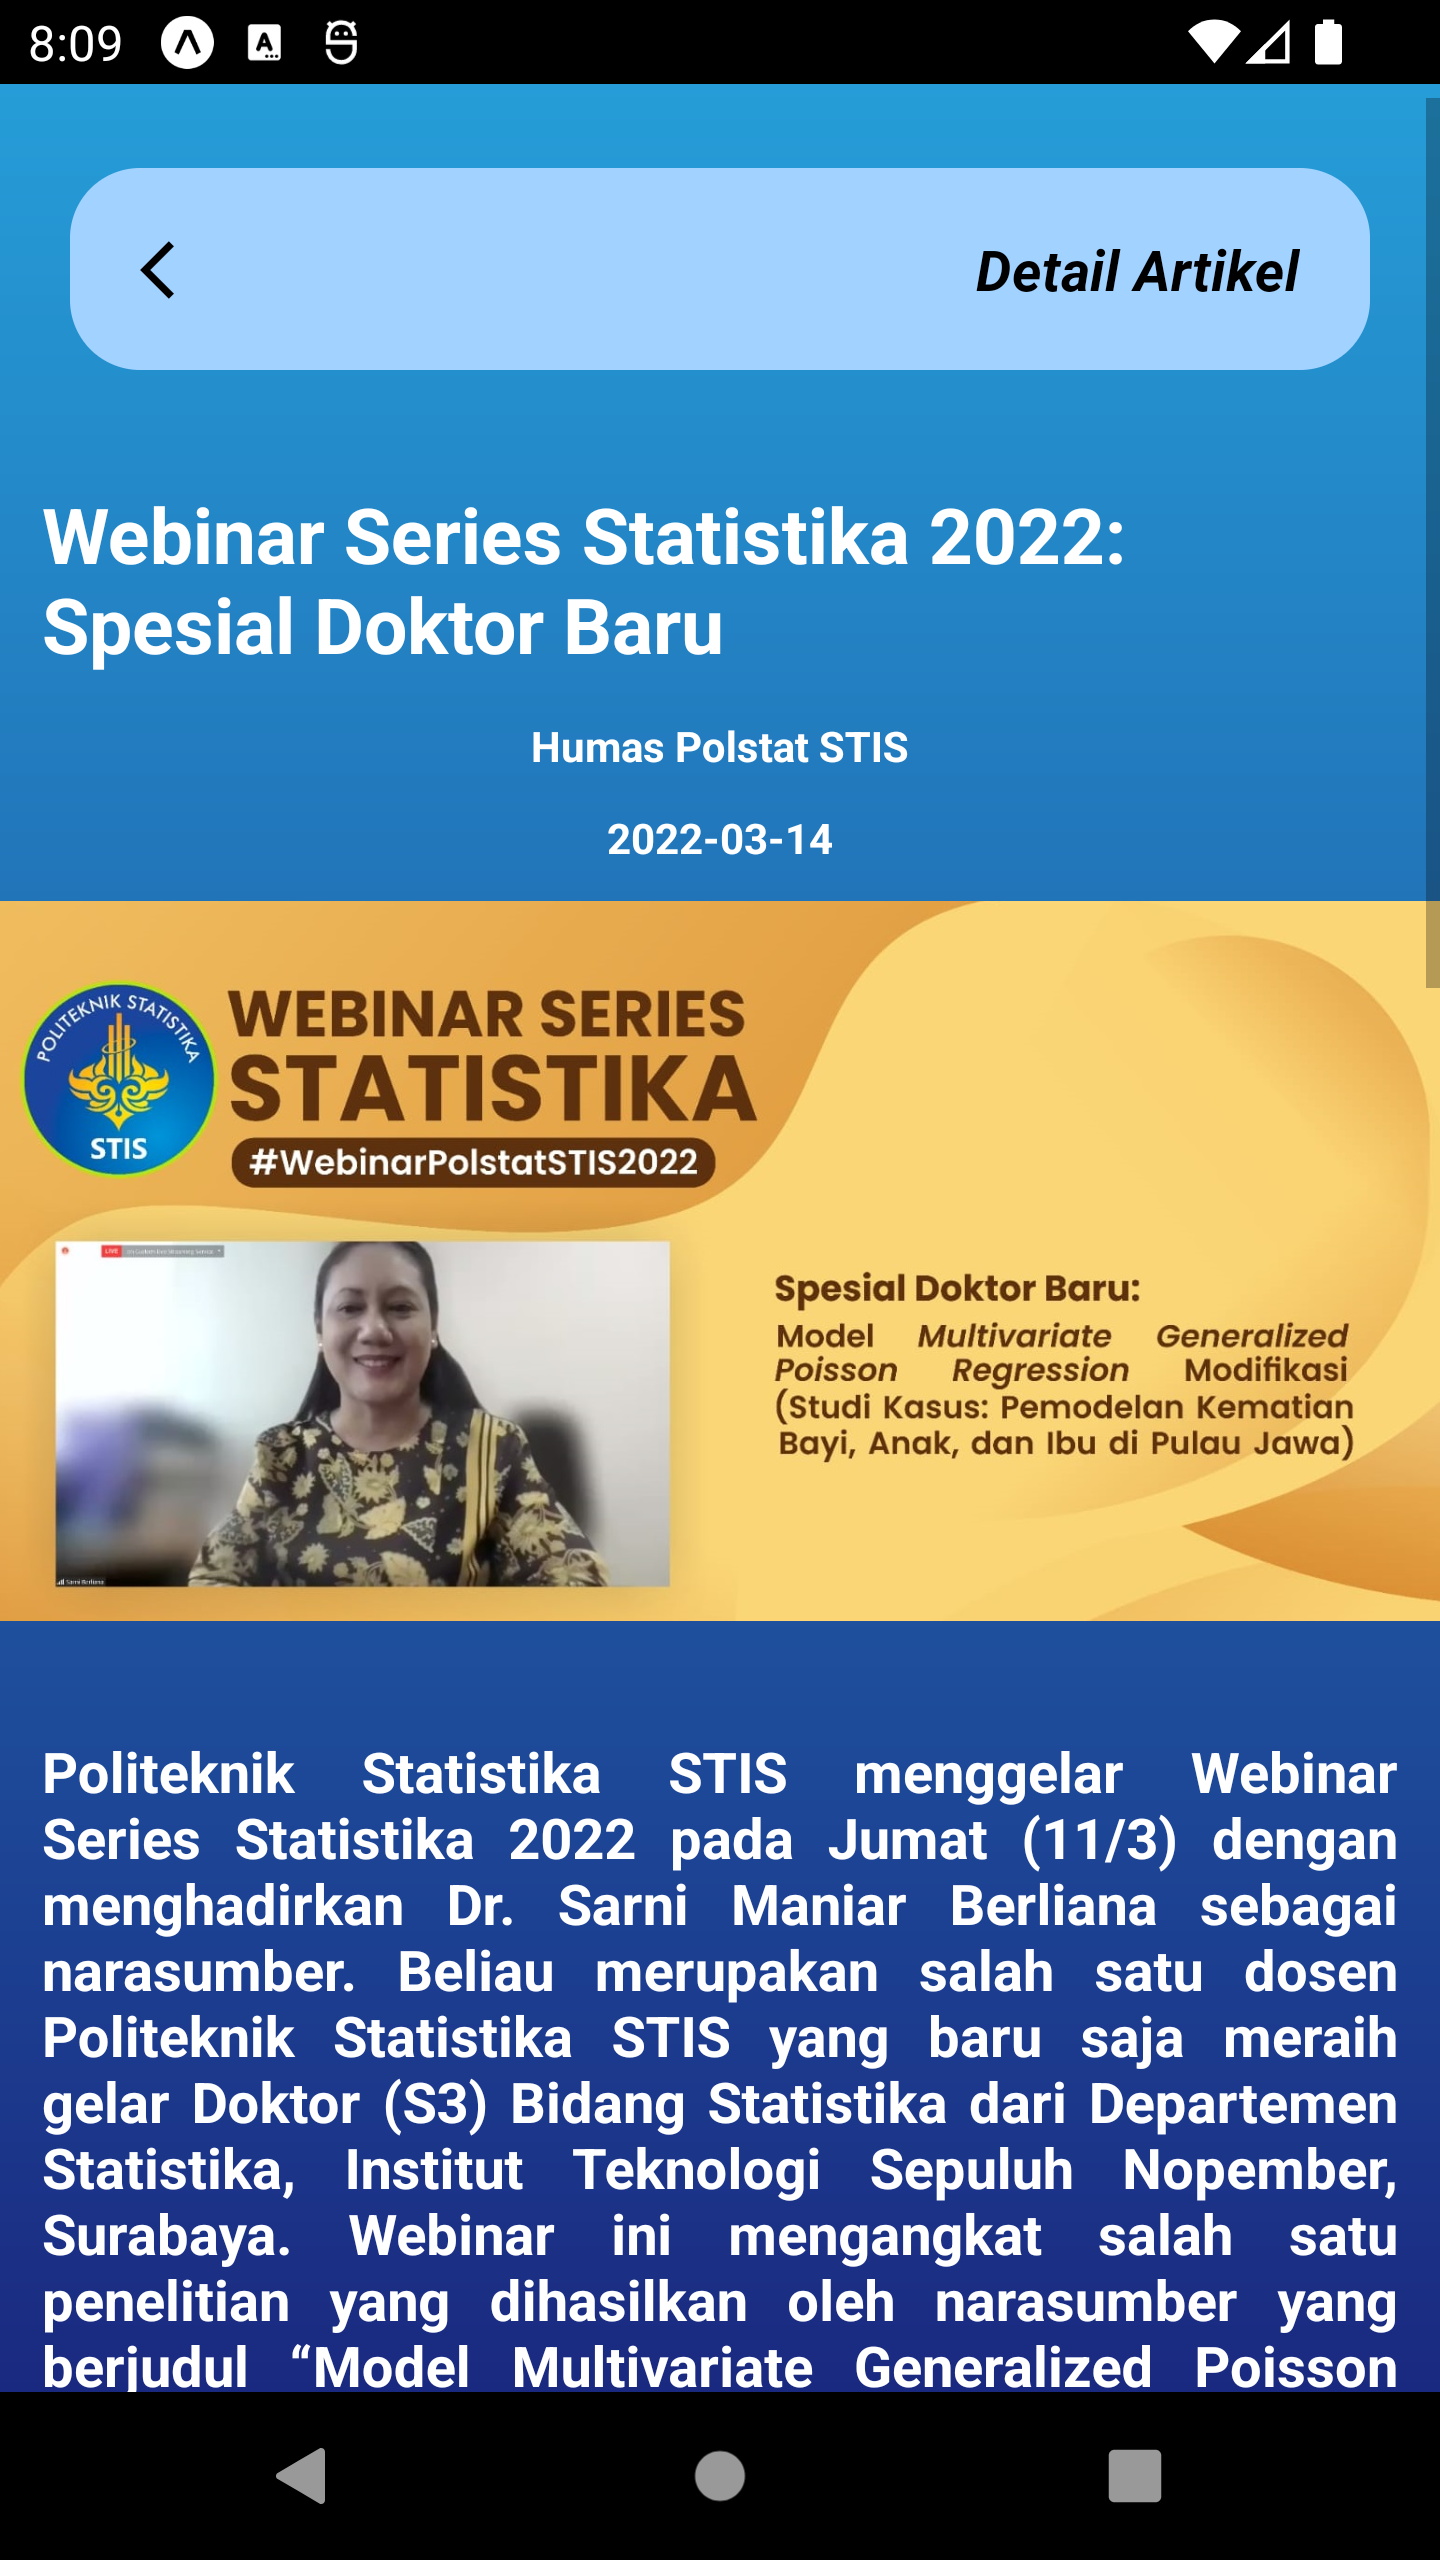 8:09
Detail Artikel
Webinar Series Statistika 2022:
Spesial Doktor Baru
Humas Polstat STIS
2022-03-14
POLITEKNIK STATISTIKA
STIS
WEBINAR SERIES
STATISTIKA
#WebinarPolstatSTIS2022
LIVE
Sarni Berliana
Spesial Doktor Baru:
Model Multivariate Generalized
Poisson Regression Modifikasi
(Studi Kasus: Pemodelan Kematian
Bayi, Anak, dan Ibu di Pulau Jawa)
Politeknik Statistika STIS menggelar Webinar
Series Statistika 2022 pada Jumat (11/3) dengan
menghadirkan Dr. Sarni Maniar Berliana sebagai
narasumber. Beliau merupakan salah satu dosen
Politeknik Statistika STIS yang baru saja meraih
gelar Doktor (S3) Bidang Statistika dari Departemen
Statistika, Institut Teknologi Sepuluh Nopember,
Surabaya. Webinar ini mengangkat salah satu
penelitian yang dihasilkan oleh narasumber yang
berjudul “Model Multivariate Generalized Poisson